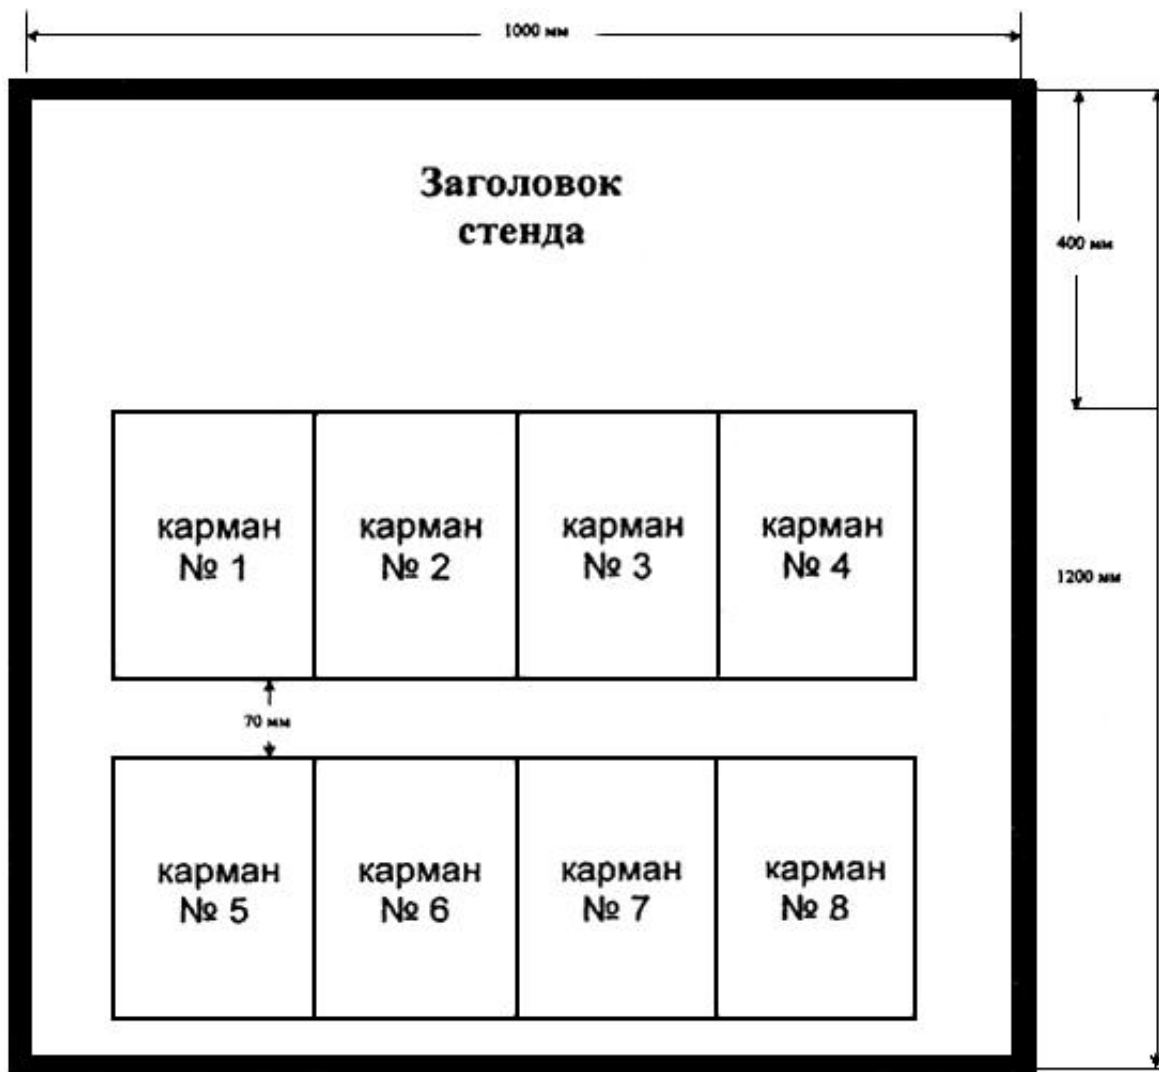 1000 мм
Заголовок
стенда
400 мм
карман
№ 1
карман
№ 2
карман
№ 3
карман
№ 4
1200 мм
70 мм
карман
№ 5
карман
№ 6
карман
№ 7
карман
№ 8